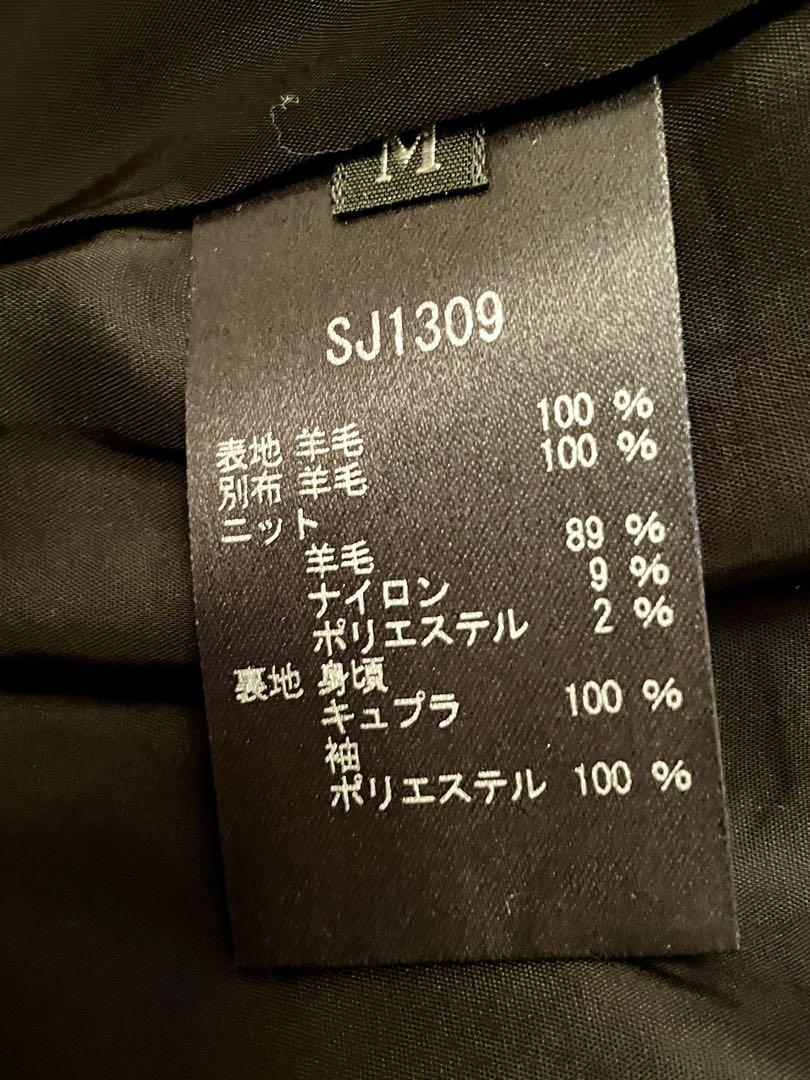 M
SJ1309
表地 羊毛 100 %
別布 羊毛 100 %
ニット
羊毛 89 %
ナイロン 9 %
ポリエステル 2 %
裏地 身頃
キュプラ 100 %
袖
ポリエステル 100 %